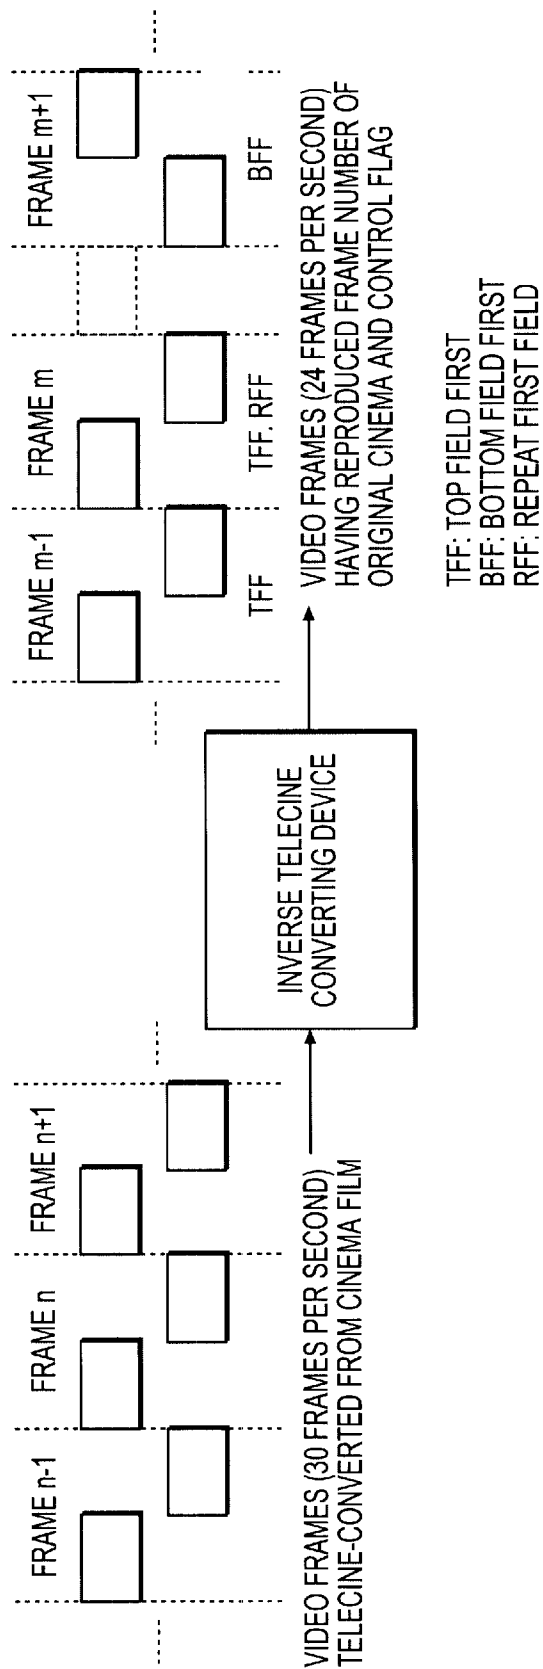 FRAME n-1
FRAME n
FRAME n+1
VIDEO FRAMES (30 FRAMES PER SECOND)
TELECINE-CONVERTED FROM CINEMA FILM
INVERSE TELECINE
CONVERTING DEVICE
FRAME m-1
FRAME m
FRAME m+1
TFF
TFF. RFF
BFF
VIDEO FRAMES (24 FRAMES PER SECOND)
HAVING REPRODUCED FRAME NUMBER OF
ORIGINAL CINEMA AND CONTROL FLAG
TFF: TOP FIELD FIRST
BFF: BOTTOM FIELD FIRST
RFF: REPEAT FIRST FIELD